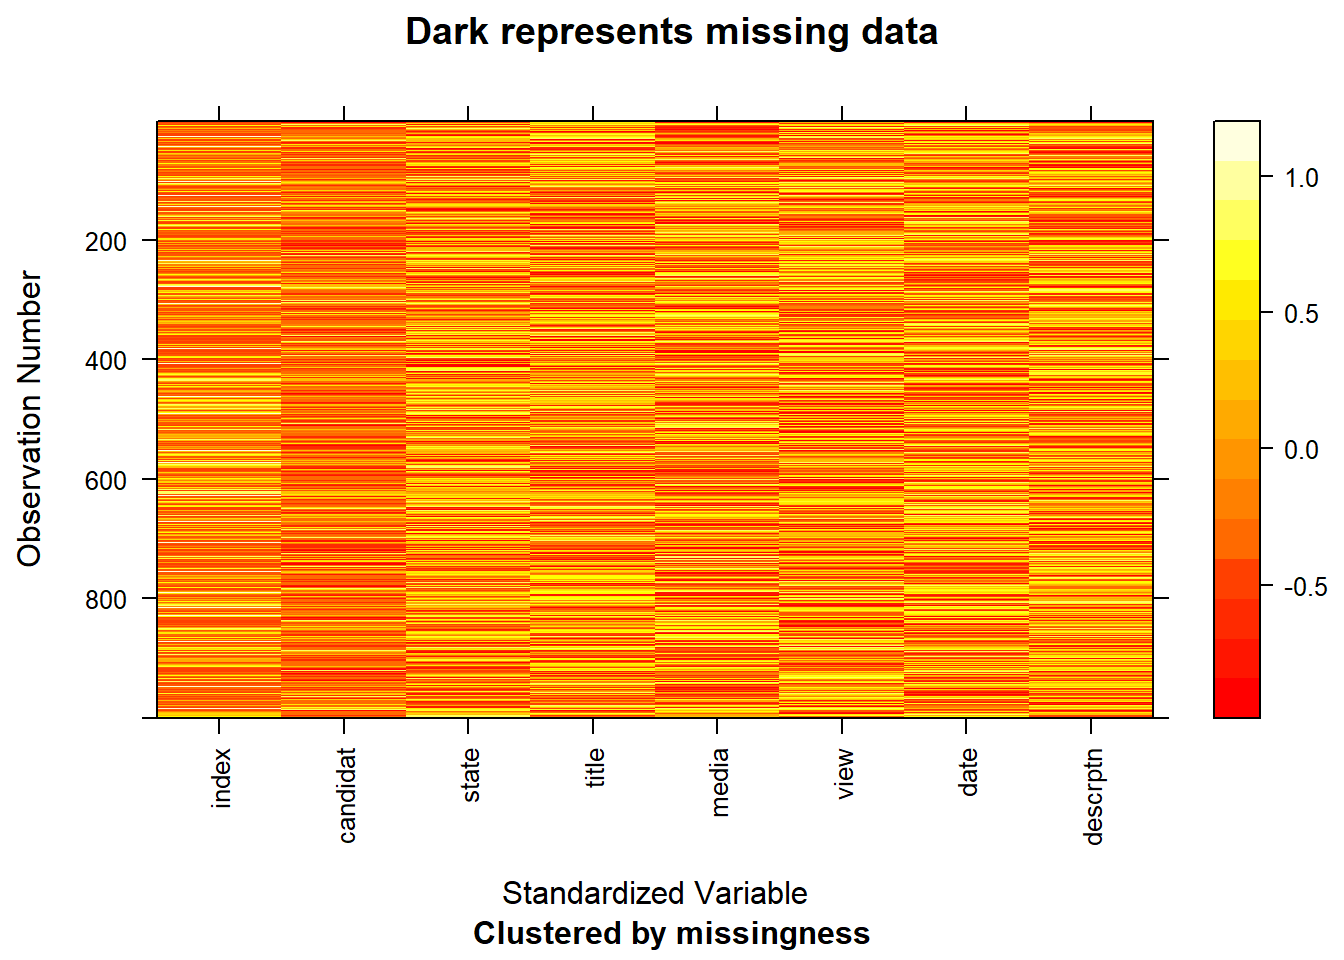 Dark represents missing data
Observation Number
200
400
600
800
1.0
0.5
0.0
-0.5
index
candidat
state
title
media
view
date
descrptn
Standardized Variable
Clustered by missingness